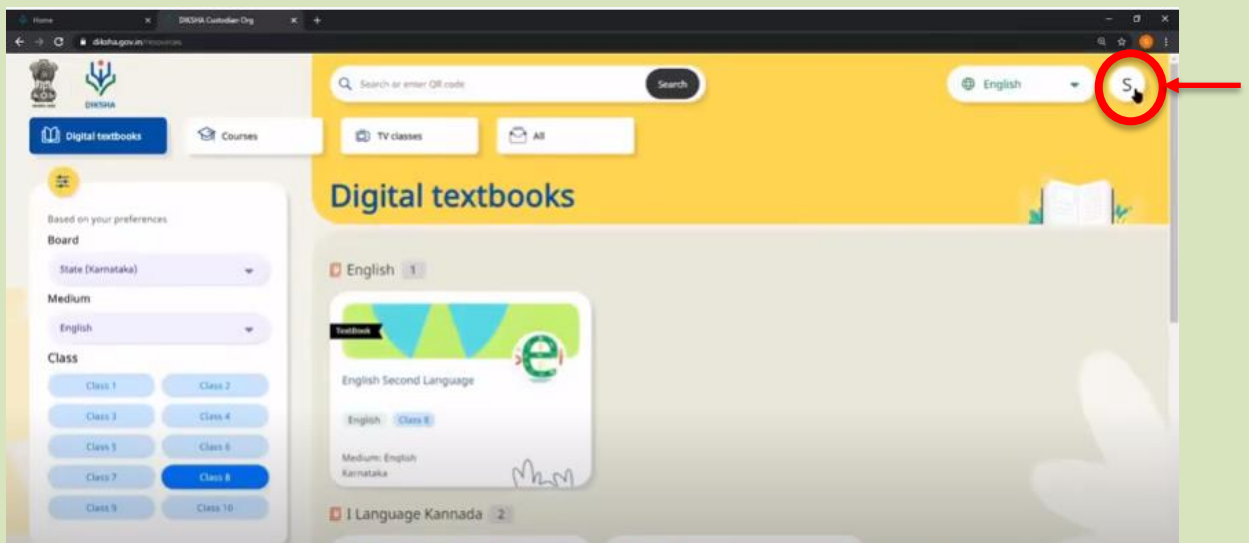 Home
DIKSHA Custodian Org
diksha.gov.in/resources
DIKSHA
Search or enter QR code
Search
English
S
Digital textbooks
Courses
TV classes
All
Digital textbooks
Based on your preferences
Board
State (Karnataka)
Medium
English
Class
Class 1
Class 2
Class 3
Class 4
Class 5
Class 6
Class 7
Class 8
Class 9
Class 10
English 1
TextBook
English Second Language
English
Class 8
Medium: English
Karnataka
I Language Kannada 2